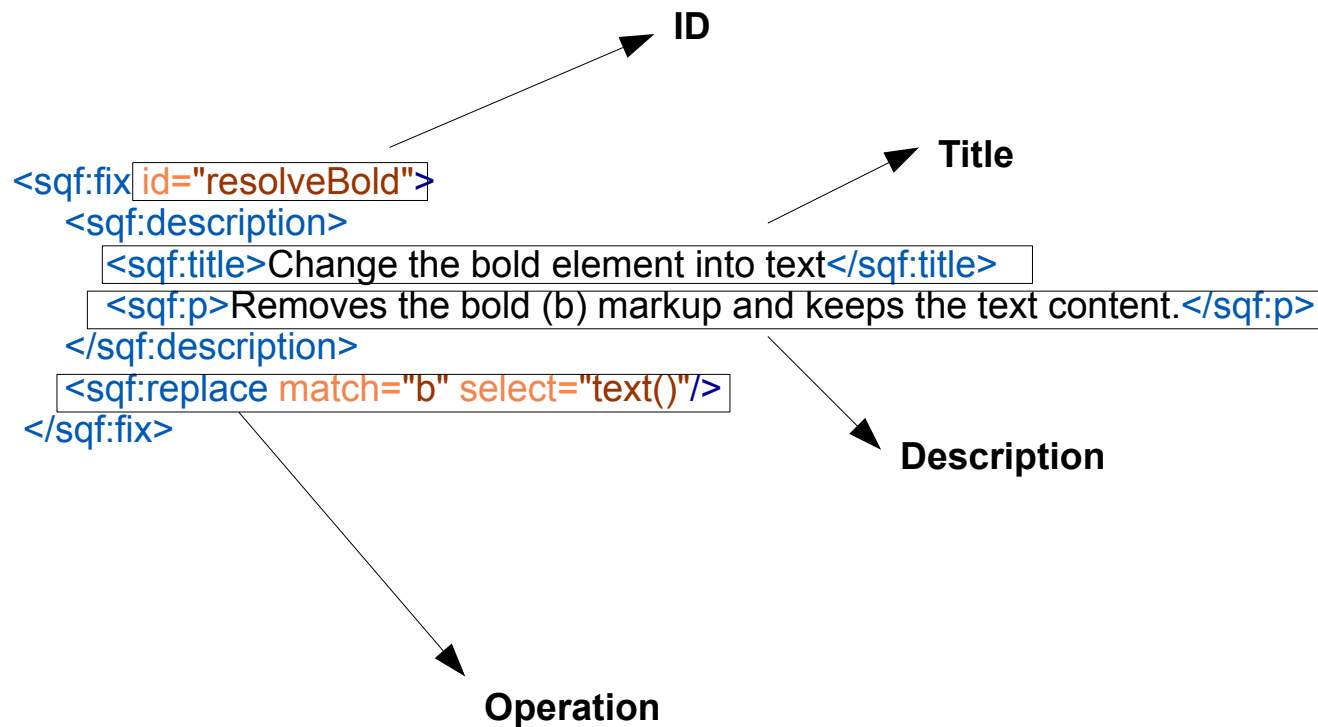 ID
Title
<sqf:fix id="resolveBold">
<sqf:description>
<sqf:title>Change the bold element into text</sqf:title>
<sqf:p>Removes the bold (b) markup and keeps the text content.</sqf:p>
</sqf:description>
<sqf:replace match="b" select="text()"/>
</sqf:fix>
Description
Operation